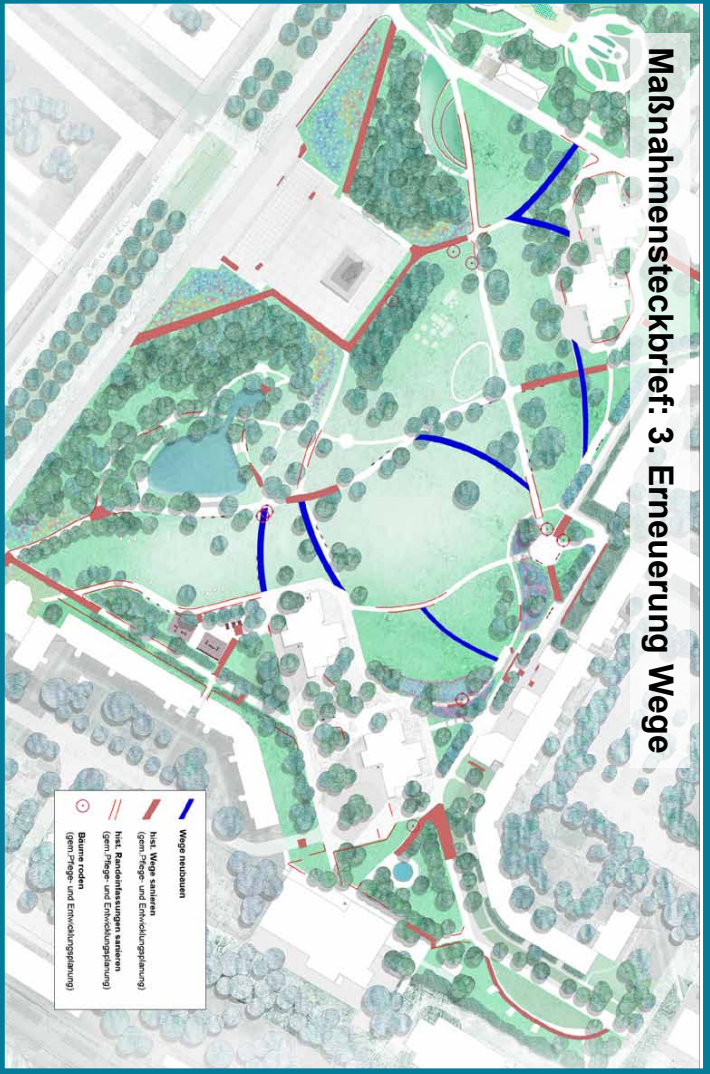 Maßnahmensteckbrief: 3. Erneuerung Wege
Wege neubauen
hist. Wege sanieren
(gem.Pflege- und Entwicklungsplanung)
hist. Randeinfassungen sanieren
(gem.Pflege- und Entwicklungsplanung)
Bäume roden
(gem.Pflege- und Entwicklungsplanung)